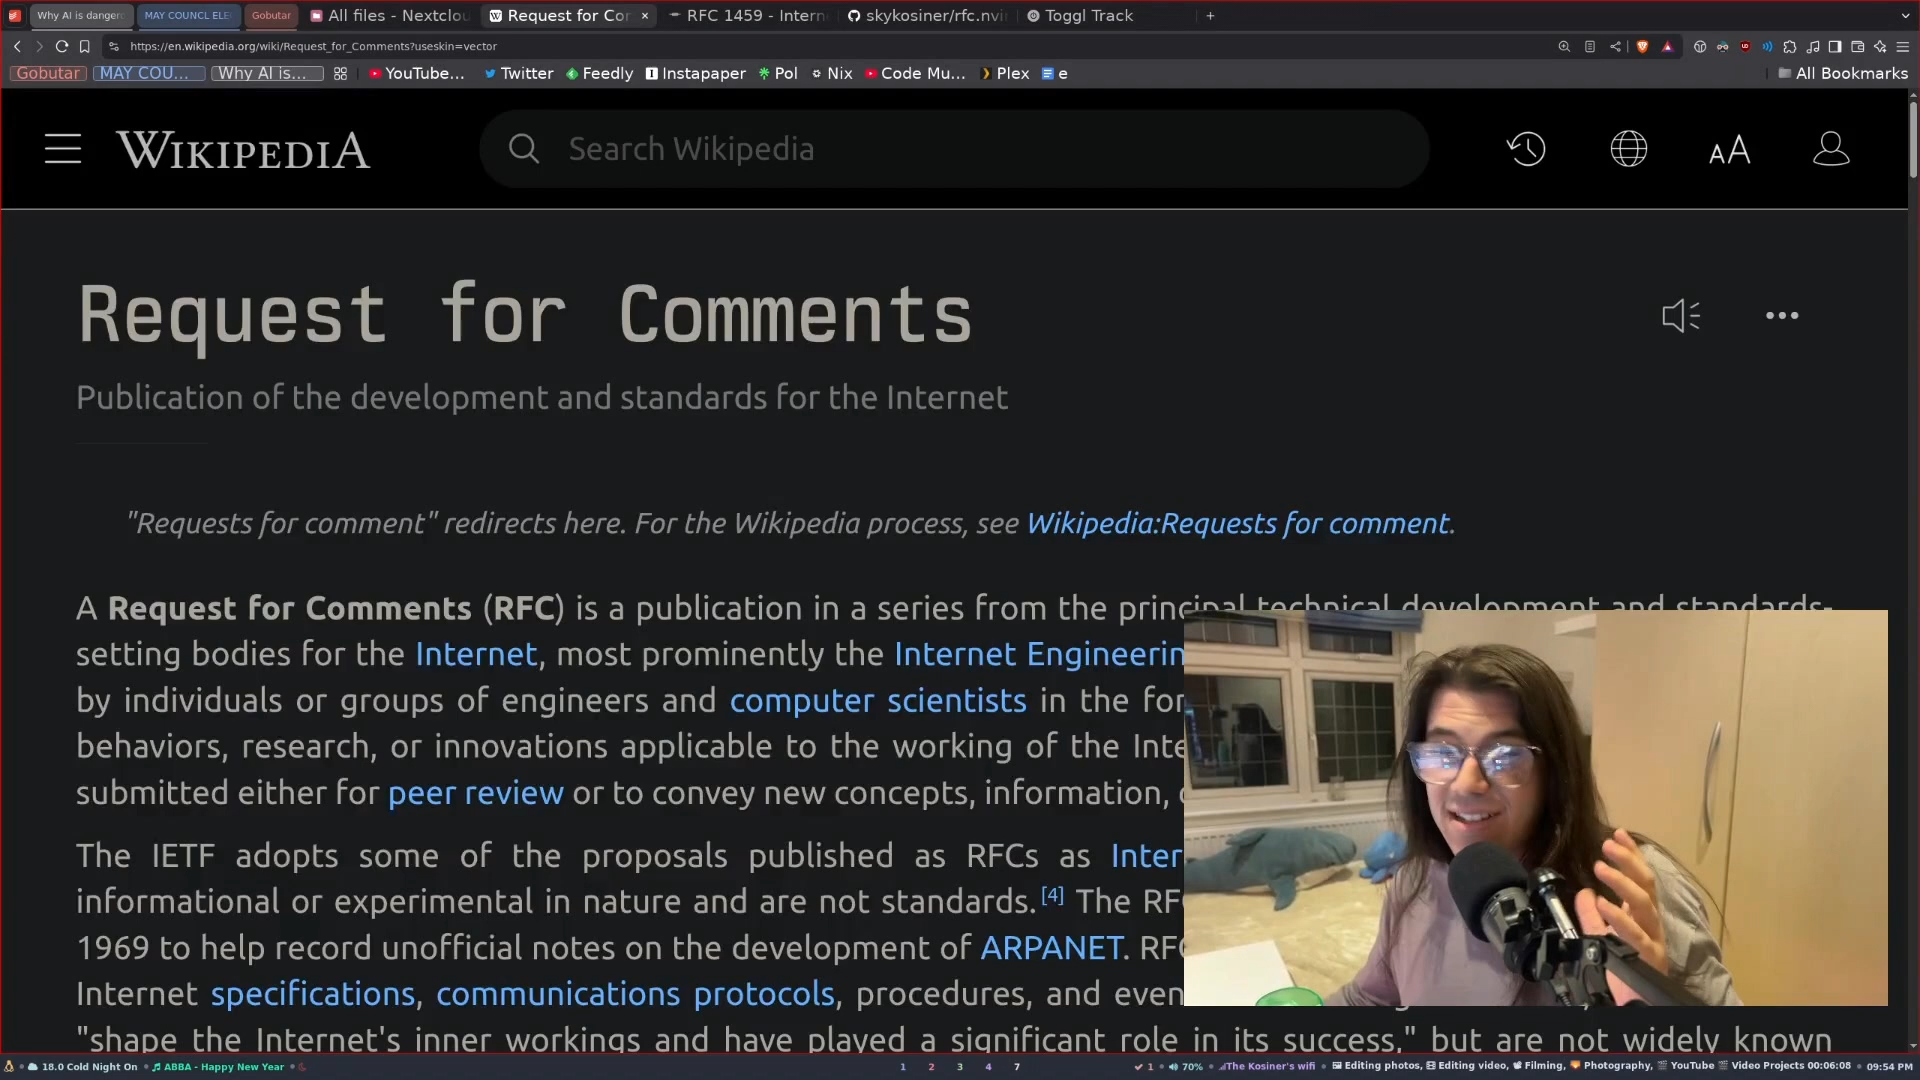 Why AI is danger
MAY COUNCL ELE
Gobutar
All files - Nextclou
Request for Cor
RFC 1459 - Intern
skykosiner/rfc.nvi
Toggl Track
https://en.wikipedia.org/wiki/Request_for_Comments?useskin=vector
Gobutar
MAY COU...
Why AI is...
YouTube...
Twitter
Feedly
Instapaper
Pol
Nix
Code Mu...
Plex
e
All Bookmarks
WIKIPEDIA
Search Wikipedia
Request for Comments
Publication of the development and standards for the Internet
"Requests for comment" redirects here. For the Wikipedia process, see Wikipedia:Requests for comment.
A Request for Comments (RFC) is a publication in a series from the principal technical development and standards-
setting bodies for the Internet, most prominently the Internet Engineerin
by individuals or groups of engineers and computer scientists in the for
behaviors, research, or innovations applicable to the working of the Inte
submitted either for peer review or to convey new concepts, information,
The IETF adopts some of the proposals published as RFCs as Inter
informational or experimental in nature and are not standards.[4] The RF
1969 to help record unofficial notes on the development of ARPANET. RFC
Internet specifications, communications protocols, procedures, and even
"shape the Internet's inner workings and have played a significant role in its success," but are not widely known
18.0 Cold Night On
ABBA - Happy New Year
1 2 3 4 7
1
70%
The Kosiner's wifi
Editing photos, Editing video, Filming, Photography, YouTube Video Projects 00:06:08
09:54 PM